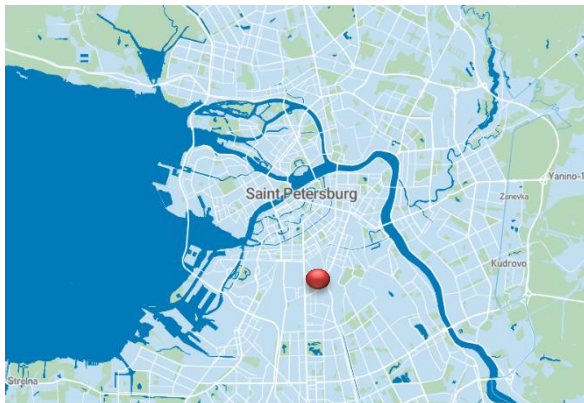 Saint Petersburg
Yanino-1
Zanevka
Kudrovo
Strelna